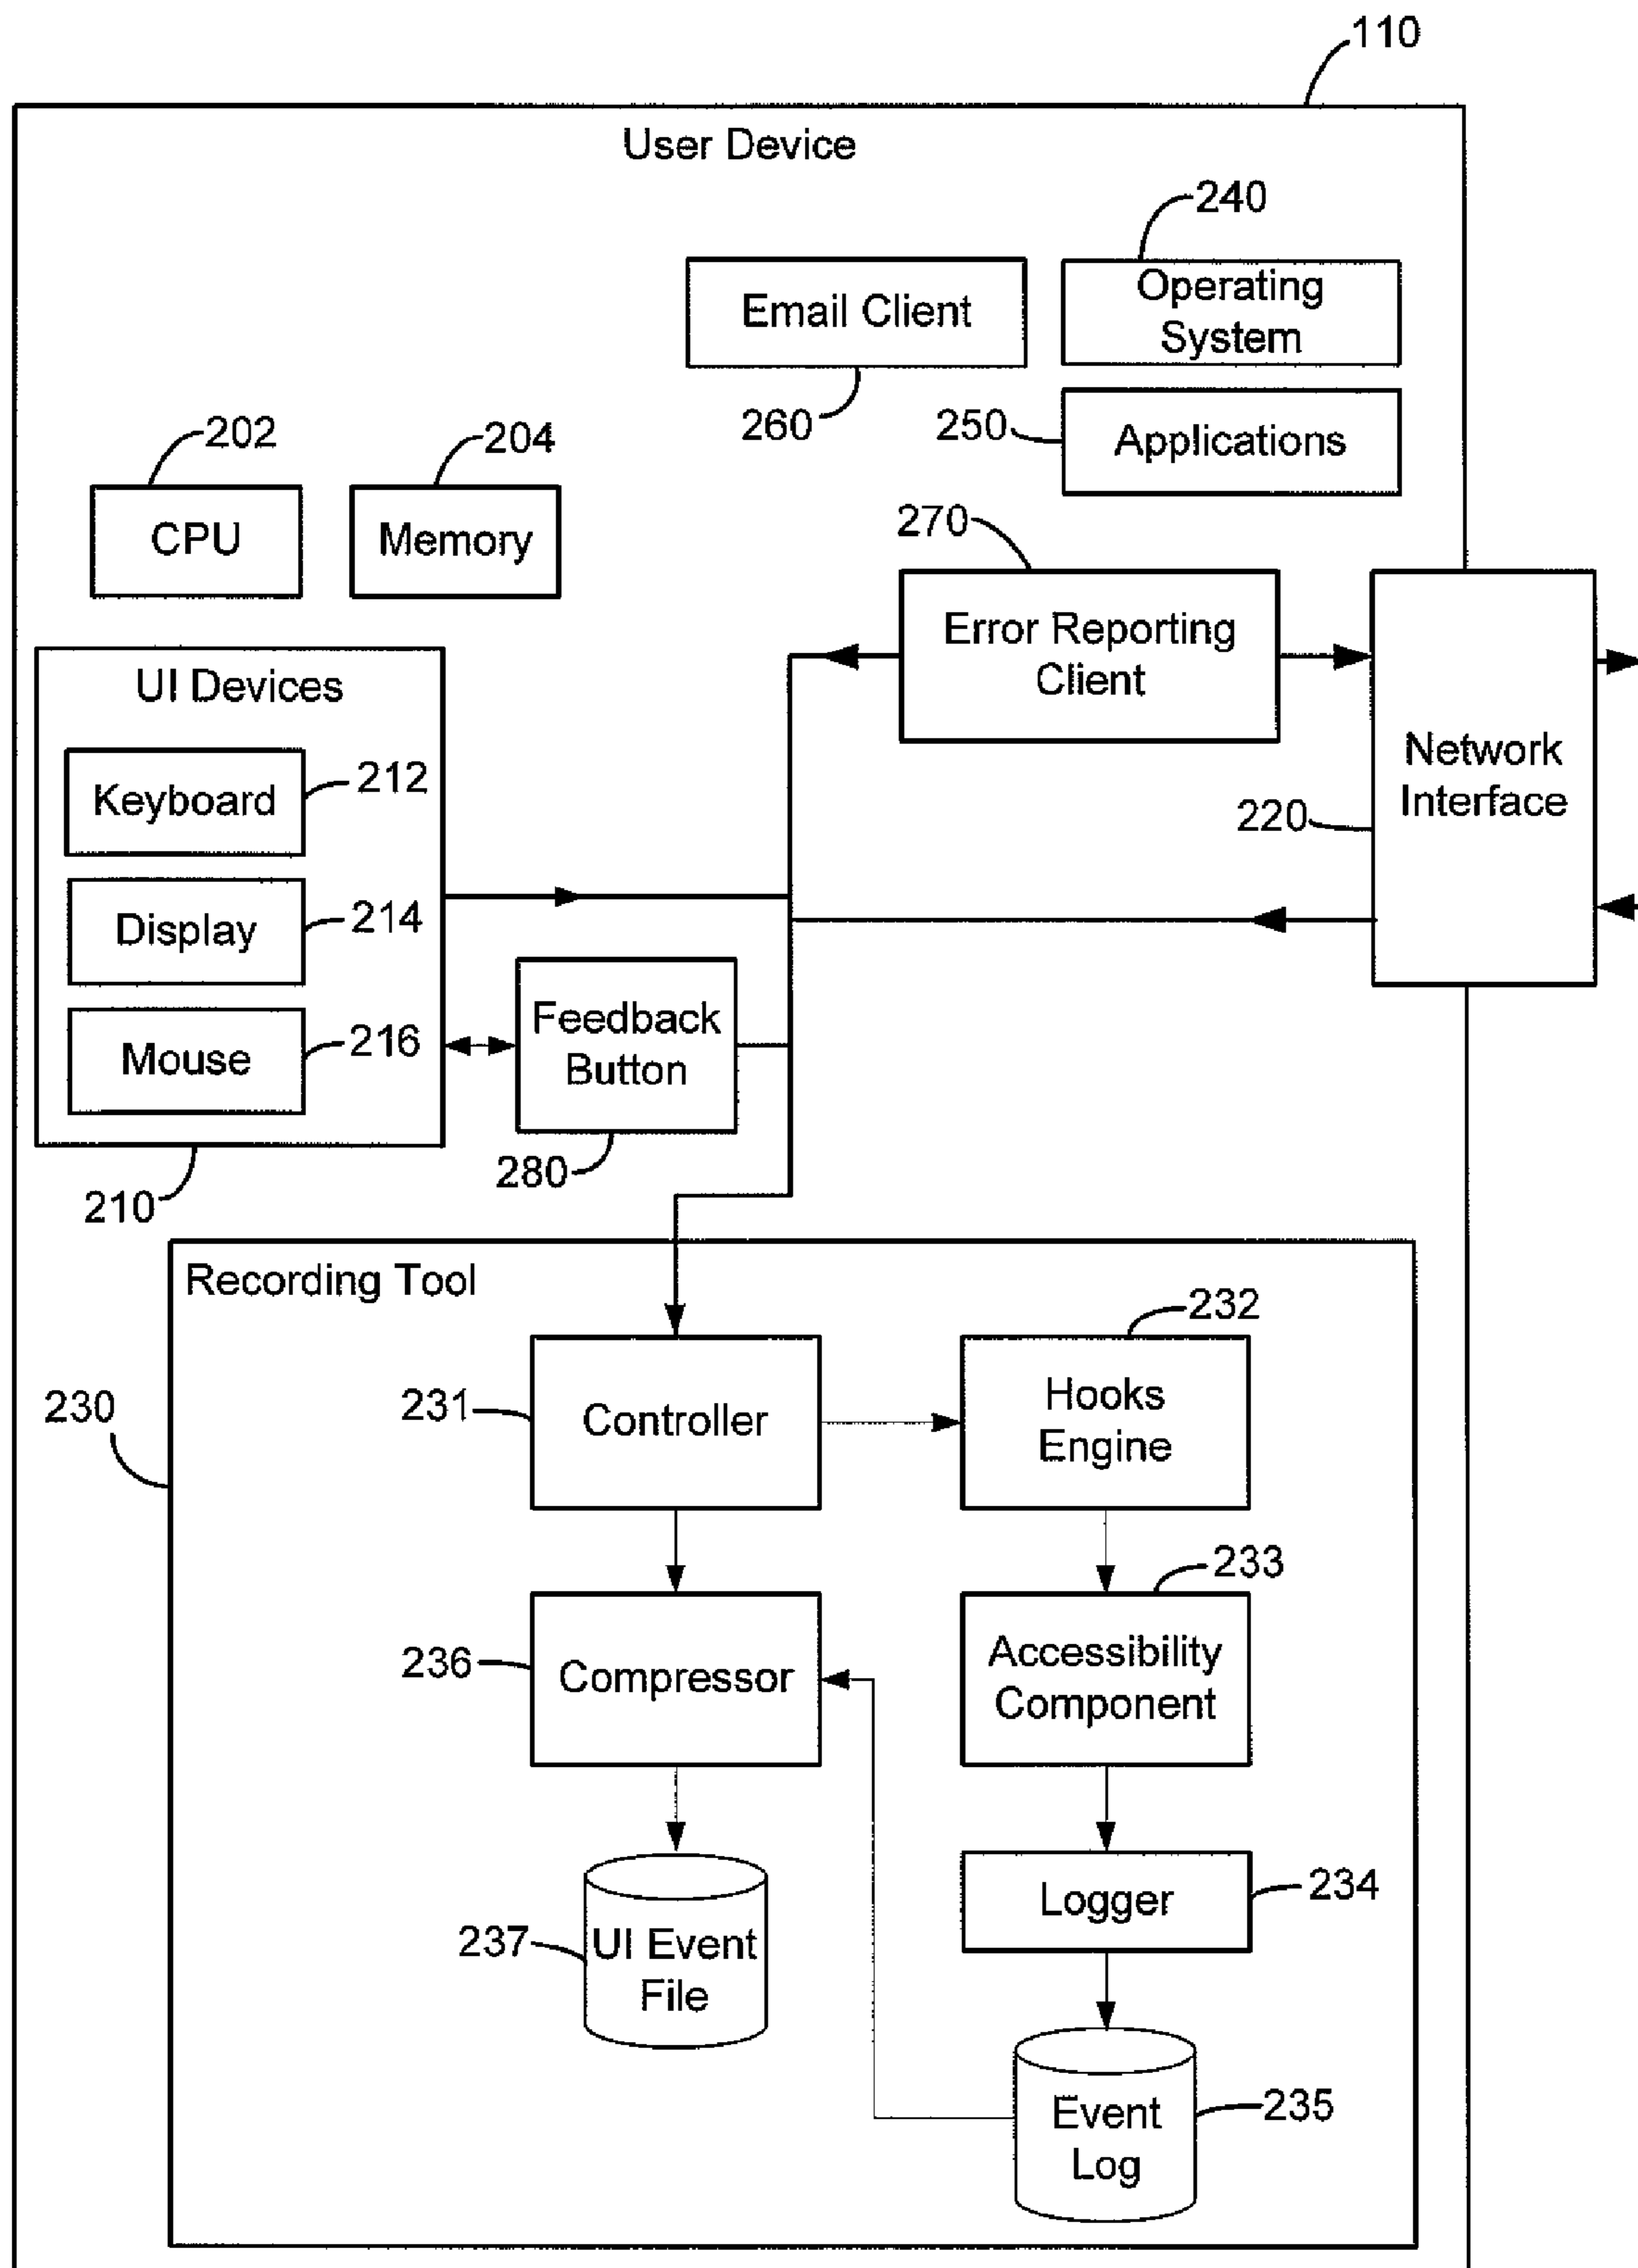 110
User Device
240
Email Client
Operating
System
260
250
Applications
202
204
CPU
Memory
270
Error Reporting
Client
UI Devices
Keyboard
212
Network
Interface
220
Display
214
Mouse
216
Feedback
Button
280
210
Recording Tool
232
230
231
Controller
Hooks
Engine
233
236
Compressor
Accessibility
Component
Logger
234
237
UI Event
File
Event
Log
235